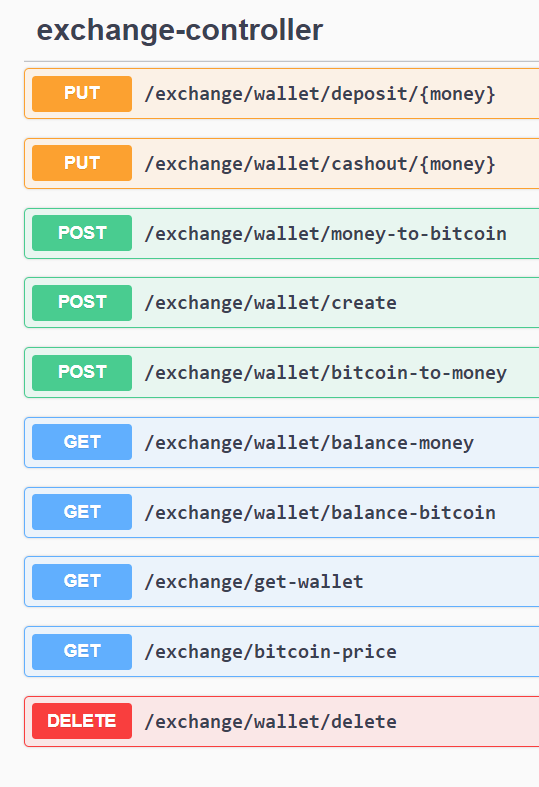 exchange-controller
PUT /exchange/wallet/deposit/{money}
PUT /exchange/wallet/cashout/{money}
POST /exchange/wallet/money-to-bitcoin
POST /exchange/wallet/create
POST /exchange/wallet/bitcoin-to-money
GET /exchange/wallet/balance-money
GET /exchange/wallet/balance-bitcoin
GET /exchange/get-wallet
GET /exchange/bitcoin-price
DELETE /exchange/wallet/delete